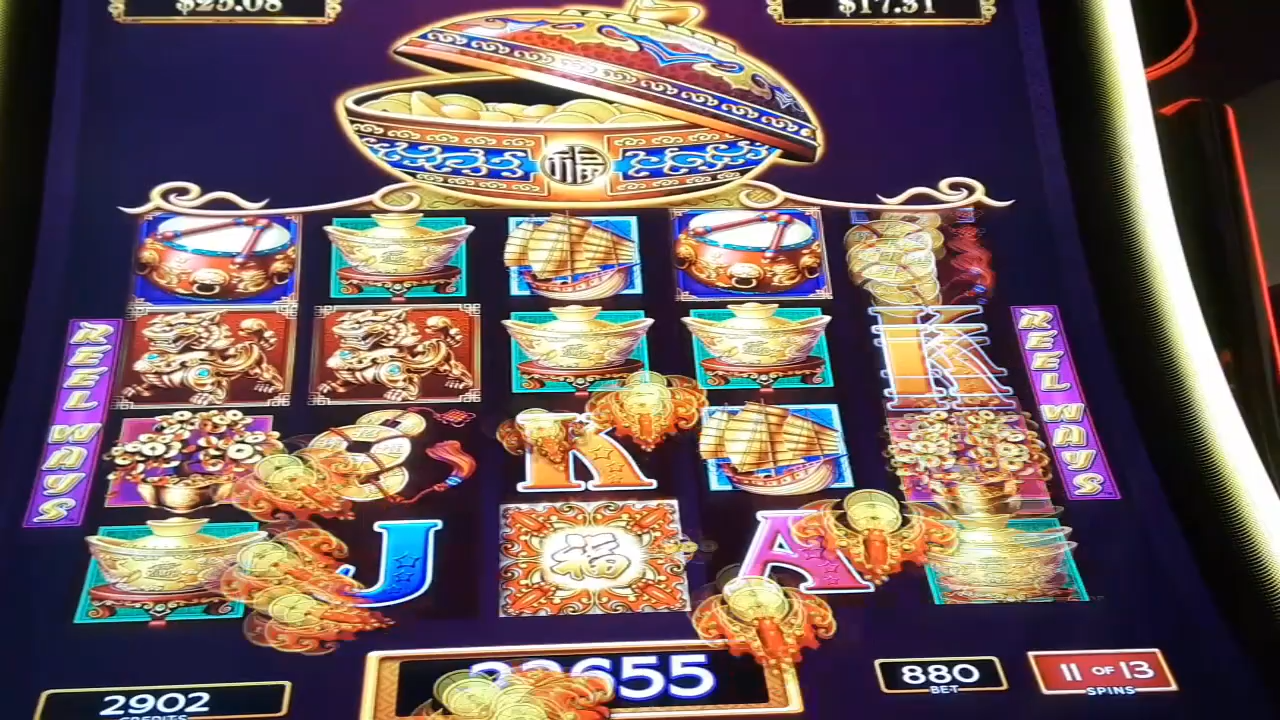 $25.08
$17.31
福
REEL WAYS
REEL WAYS
K
K
J
福
A
2902
CREDITS
880
BET
11 OF 13
SPINS